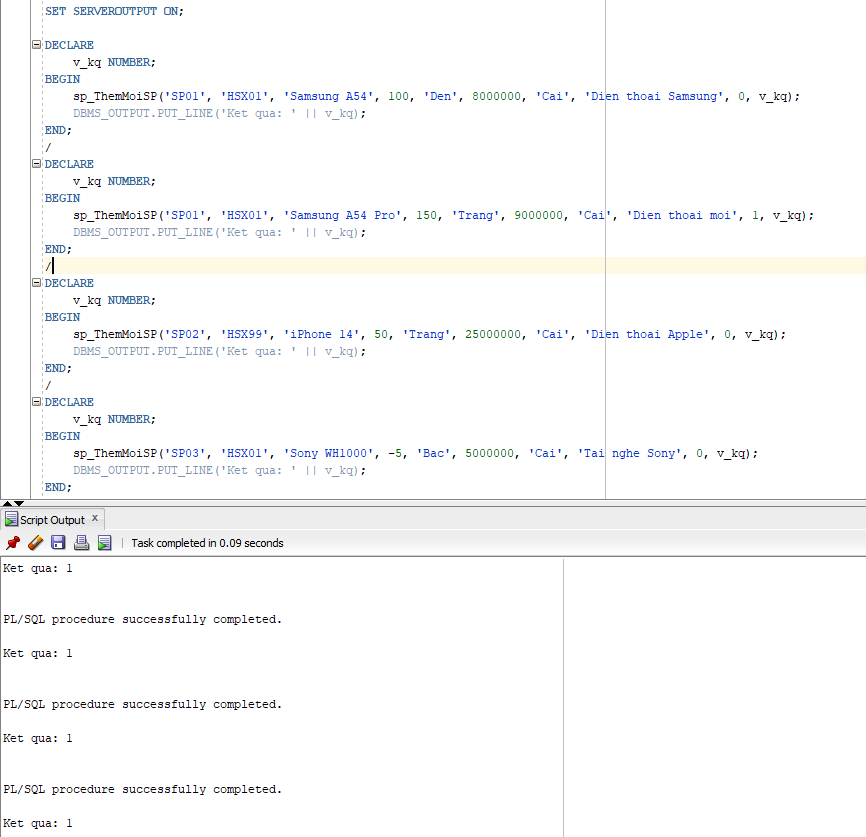 SET SERVEROUTPUT ON;
DECLARE
    v_kq NUMBER;
BEGIN
    sp_ThemMoiSP('SP01', 'HSX01', 'Samsung A54', 100, 'Den', 8000000, 'Cai', 'Dien thoai Samsung', 0, v_kq);
    DBMS_OUTPUT.PUT_LINE('Ket qua: ' || v_kq);
END;
/
DECLARE
    v_kq NUMBER;
BEGIN
    sp_ThemMoiSP('SP01', 'HSX01', 'Samsung A54 Pro', 150, 'Trang', 9000000, 'Cai', 'Dien thoai moi', 1, v_kq);
    DBMS_OUTPUT.PUT_LINE('Ket qua: ' || v_kq);
END;
/
DECLARE
    v_kq NUMBER;
BEGIN
    sp_ThemMoiSP('SP02', 'HSX99', 'iPhone 14', 50, 'Trang', 25000000, 'Cai', 'Dien thoai Apple', 0, v_kq);
    DBMS_OUTPUT.PUT_LINE('Ket qua: ' || v_kq);
END;
/
DECLARE
    v_kq NUMBER;
BEGIN
    sp_ThemMoiSP('SP03', 'HSX01', 'Sony WH1000', -5, 'Bac', 5000000, 'Cai', 'Tai nghe Sony', 0, v_kq);
    DBMS_OUTPUT.PUT_LINE('Ket qua: ' || v_kq);
END;
Script Output x
Task completed in 0.09 seconds
Ket qua: 1
PL/SQL procedure successfully completed.
Ket qua: 1
PL/SQL procedure successfully completed.
Ket qua: 1
PL/SQL procedure successfully completed.
Ket qua: 1